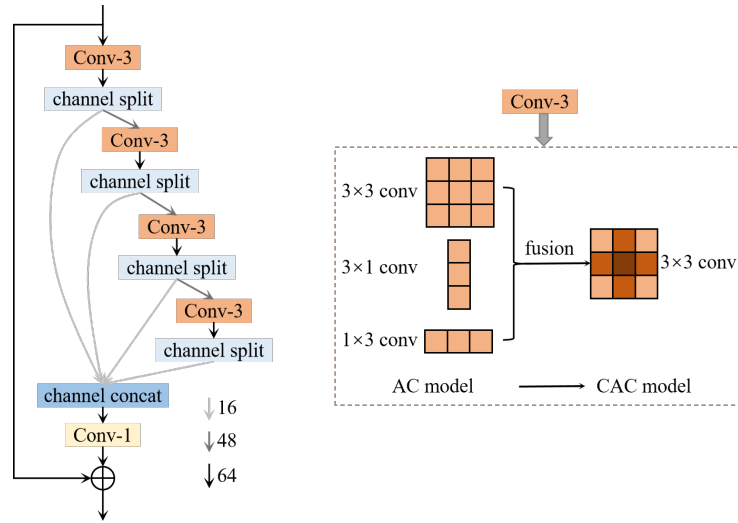 Conv-3
channel split
Conv-3
channel split
Conv-3
channel split
Conv-3
channel split
channel concat
Conv-1
16
48
64
Conv-3
3×3 conv
3×1 conv
1×3 conv
fusion
3×3 conv
AC model
CAC model